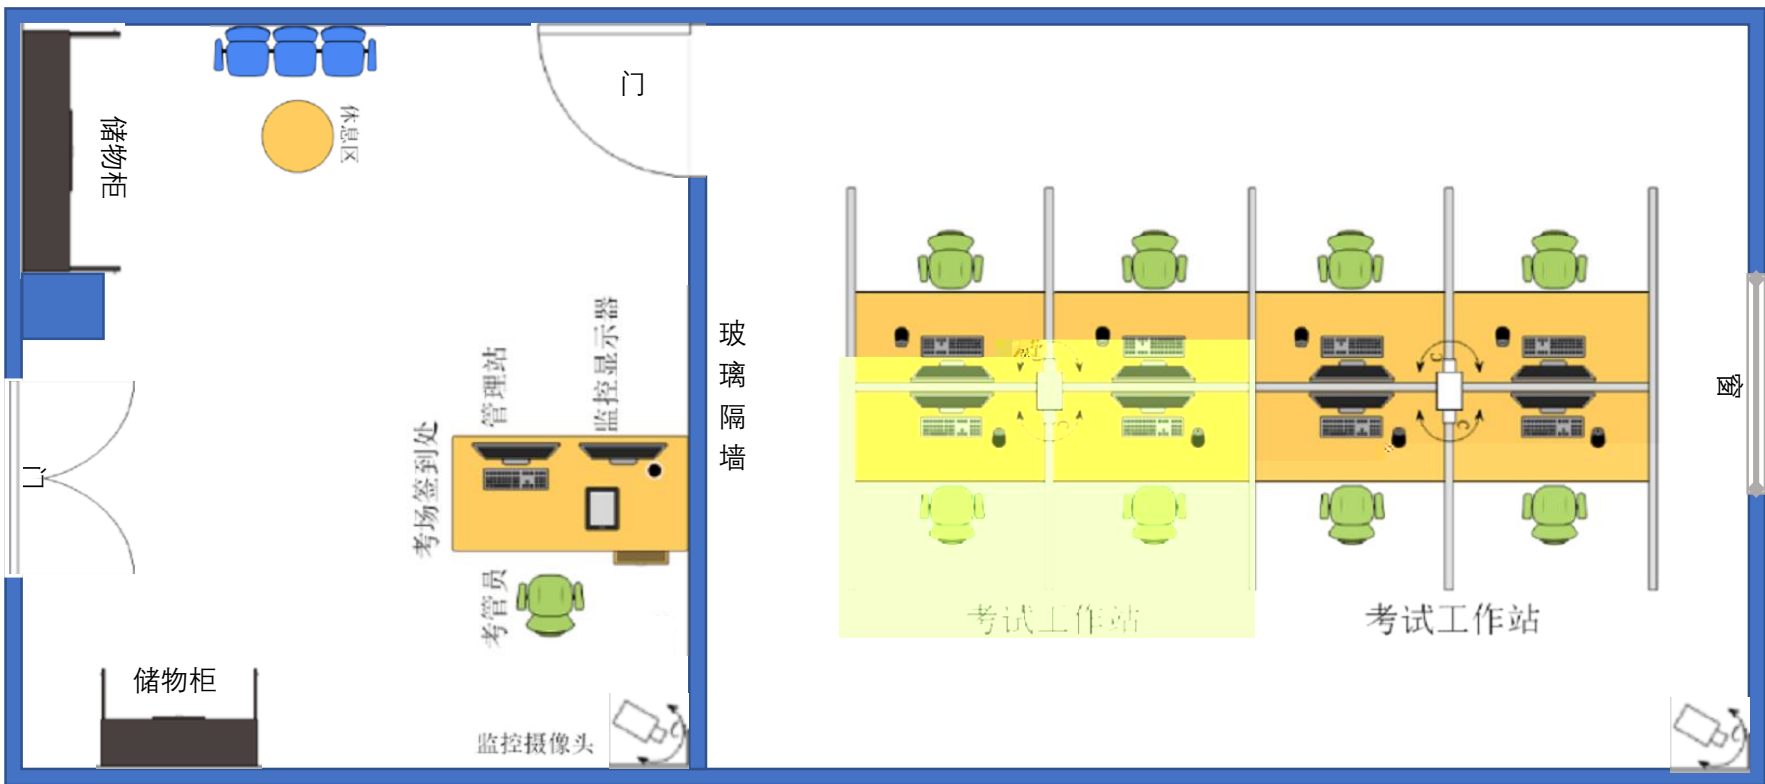 门
储物柜
休息区
玻璃隔墙
管理站
监控显示器
窗
考场签到处
门
考管员
考试工作站
考试工作站
储物柜
监控摄像头